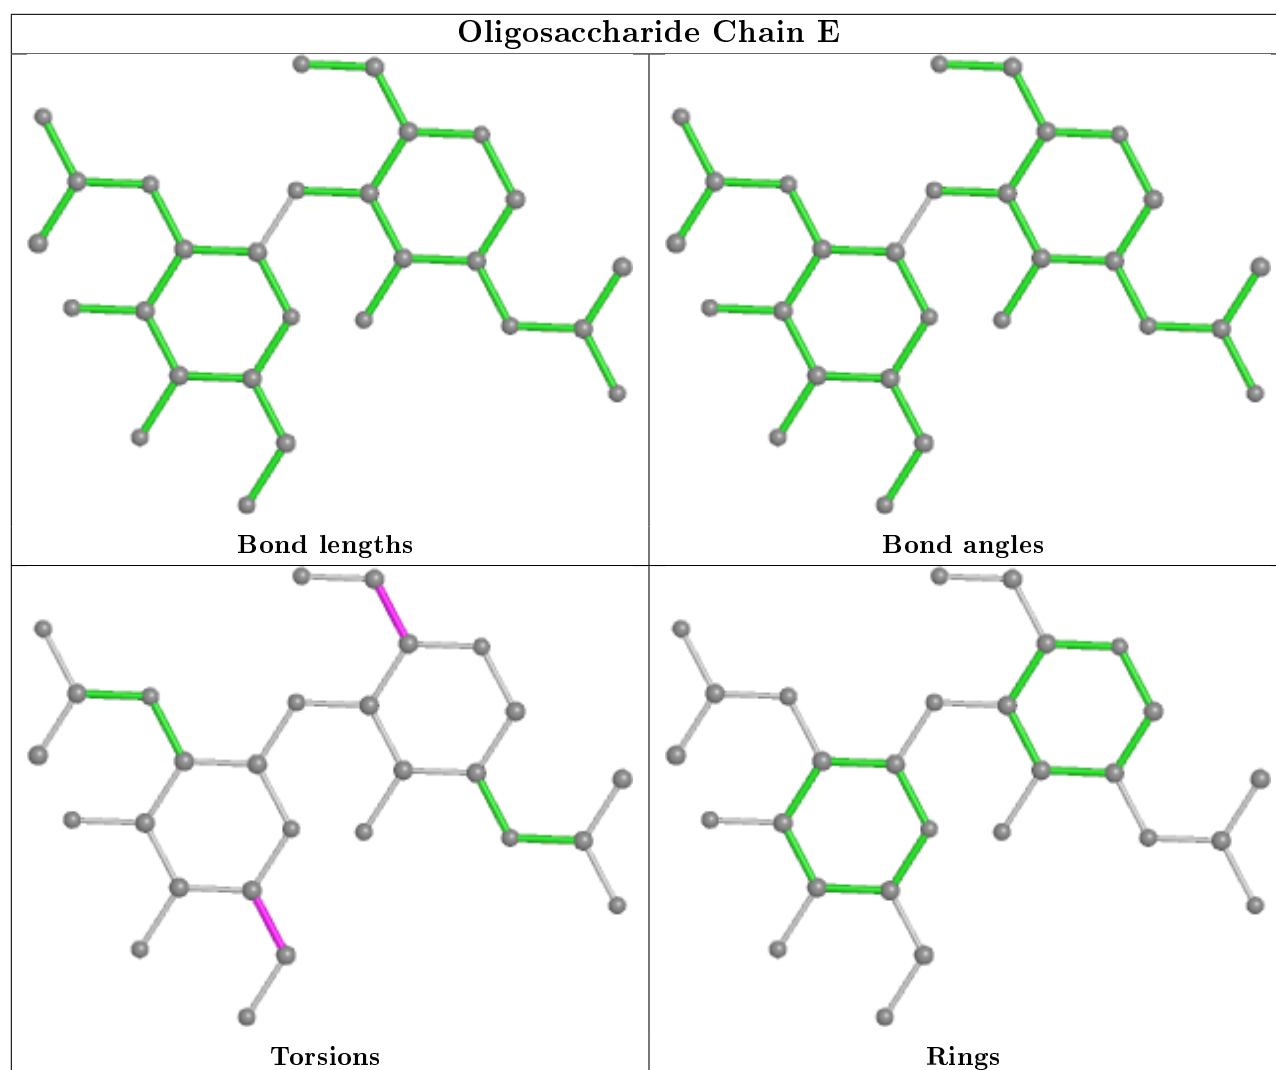 Oligosaccharide Chain E
Bond lengths
Bond angles
Torsions
Rings